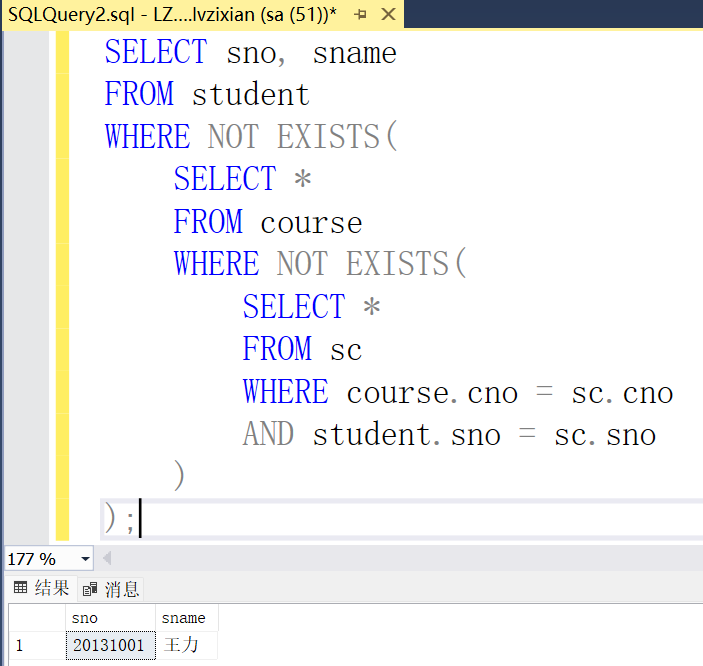 SQLQuery2.sql - LZ....lvzixian (sa (51))*
SELECT sno, sname
FROM student
WHERE NOT EXISTS(
SELECT *
FROM course
WHERE NOT EXISTS(
SELECT *
FROM sc
WHERE course.cno = sc.cno
AND student.sno = sc.sno
)
);
177 %
结果 消息
sno sname
1 20131001 王力